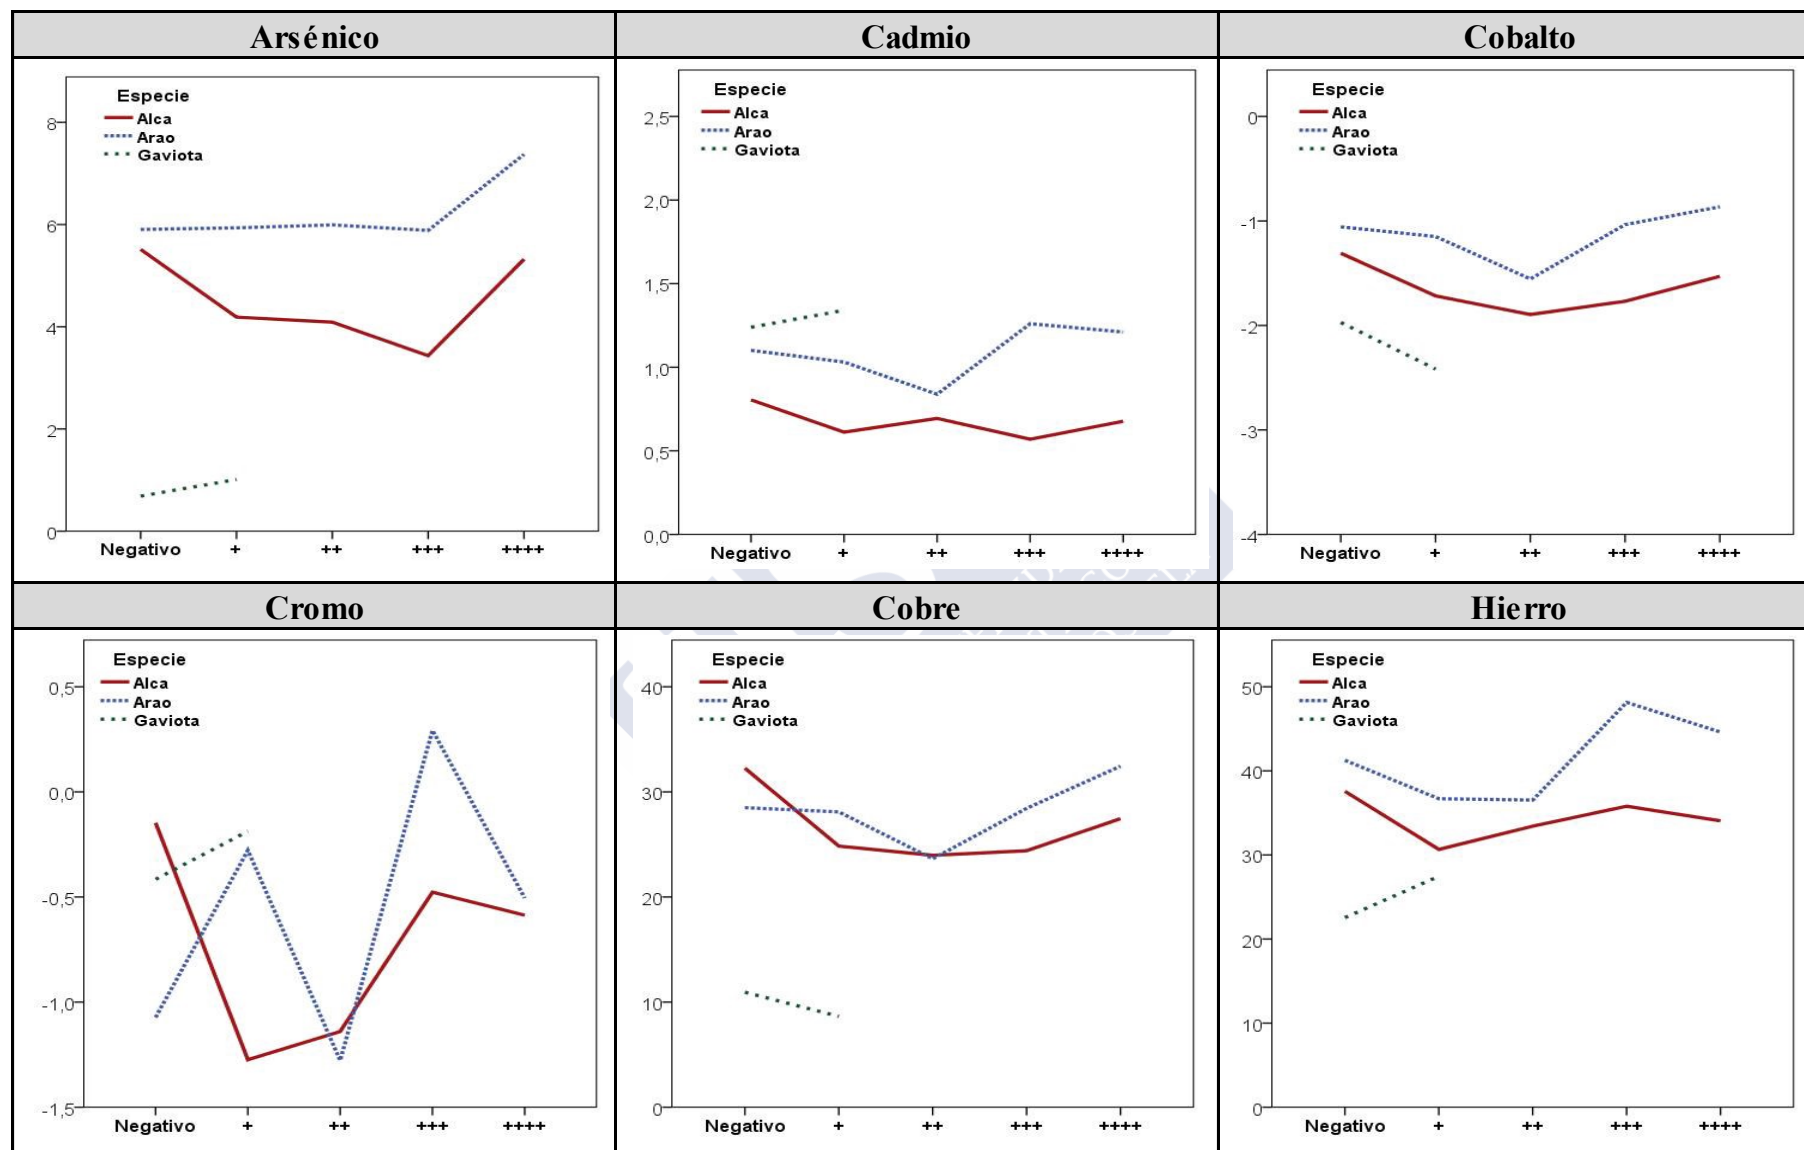 Arsénico
Cadmio
Cobalto
Especie
Alca
Arao
Gaviota
8
6
4
2
0
Negativo + ++ +++ ++++
Especie
Alca
Arao
Gaviota
2,5
2,0
1,5
1,0
0,5
0,0
Negativo + ++ +++ ++++
Especie
Alca
Arao
Gaviota
0
-1
-2
-3
-4
Negativo + ++ +++ ++++
Cromo
Cobre
Hierro
Especie
Alca
Arao
Gaviota
0,5
0,0
-0,5
-1,0
-1,5
Negativo + ++ +++ ++++
Especie
Alca
Arao
Gaviota
40
30
20
10
0
Negativo + ++ +++ ++++
Especie
Alca
Arao
Gaviota
50
40
30
20
10
0
Negativo + ++ +++ ++++